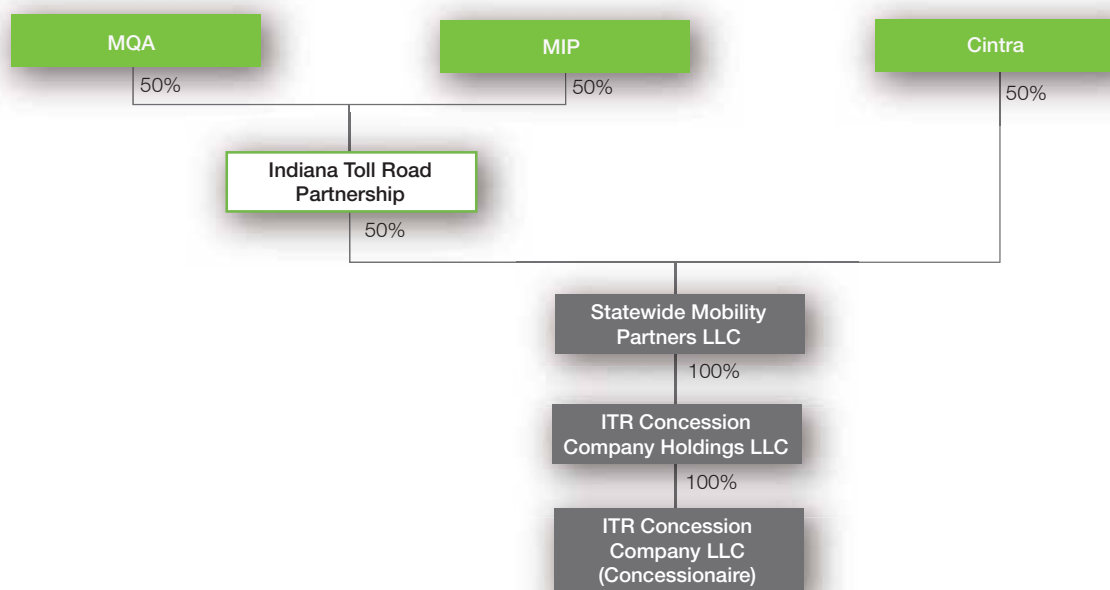 MQA
MIP
Cintra
50%
50%
50%
Indiana Toll Road
Partnership
50%
Statewide Mobility
Partners LLC
100%
ITR Concession
Company Holdings LLC
100%
ITR Concession
Company LLC
(Concessionaire)